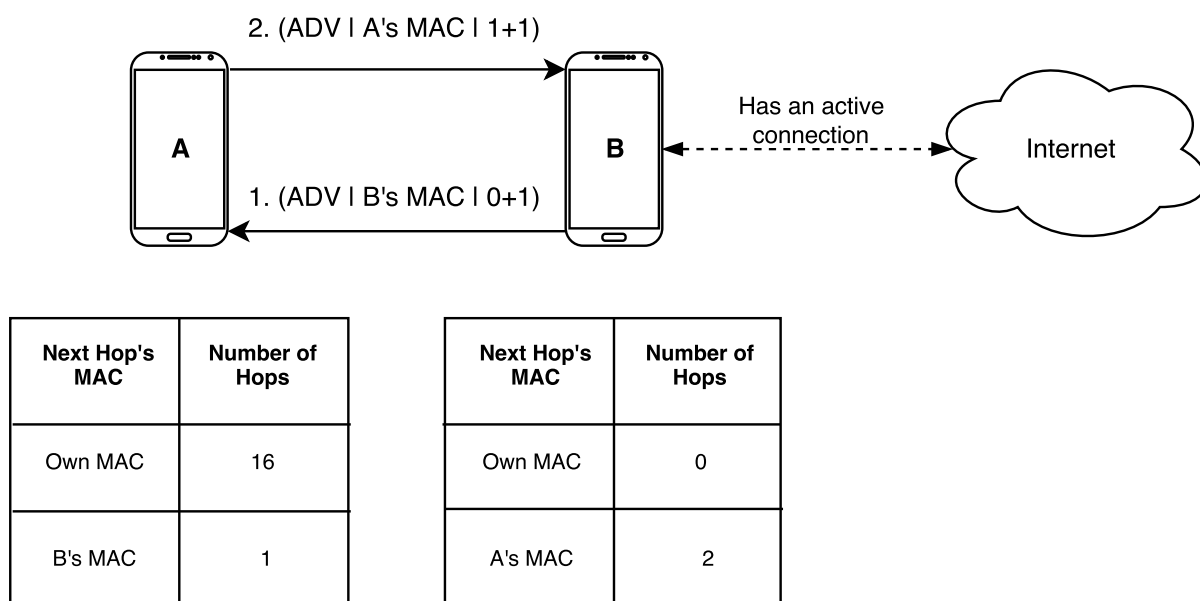 2. (ADV | A's MAC | 1+1)
A
B
Has an active
connection
Internet
1. (ADV | B's MAC | 0+1)
Next Hop's
MAC
Number of
Hops
Own MAC
16
B's MAC
1
Next Hop's
MAC
Number of
Hops
Own MAC
0
A's MAC
2